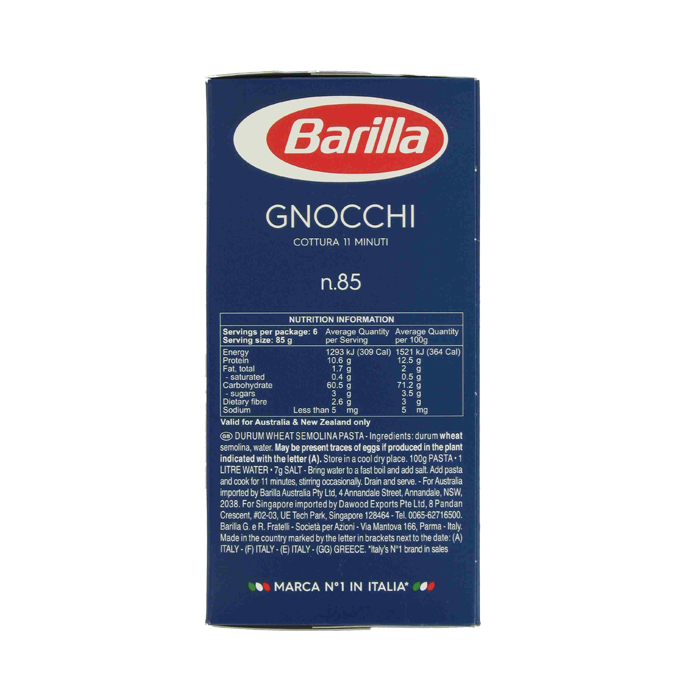 Barilla
GNOCCHI
COTTURA 11 MINUTI
n.85
NUTRITION INFORMATION
Servings per package: 6 Average Quantity Average Quantity
Serving size: 85 g per Serving per 100g
Energy 1293 kJ (309 Cal) 1521 kJ (364 Cal)
Protein 10.6 g 12.5 g
Fat, total 1.7 g 2 g
- saturated 0.4 g 0.5 g
Carbohydrate 60.5 g 71.2 g
- sugars 3 g 3.5 g
Dietary fibre 2.6 g 3 g
Sodium Less than 5 mg 5 mg
Valid for Australia & New Zealand only
GB DURUM WHEAT SEMOLINA PASTA - Ingredients: durum wheat
semolina, water. May be present traces of eggs if produced in the plant
indicated with the letter (A). Store in a cool dry place. 100g PASTA • 1
LITRE WATER • 7g SALT - Bring water to a fast boil and add salt. Add pasta
and cook for 11 minutes, stirring occasionally. Drain and serve. - For Australia
imported by Barilla Australia Pty Ltd, 4 Annandale Street, Annandale, NSW,
2038. For Singapore imported by Dawood Exports Pte Ltd, 8 Pandan
Crescent, #02-03, UE Tech Park, Singapore 128464 - Tel. 0065-62716500.
Barilla G. e R. Fratelli - Società per Azioni - Via Mantova 166, Parma - Italy.
Made in the country marked by the letter in brackets next to the date: (A)
ITALY - (F) ITALY - (E) ITALY - (GG) GREECE. *Italy's N°1 brand in sales
MARCA N°1 IN ITALIA*